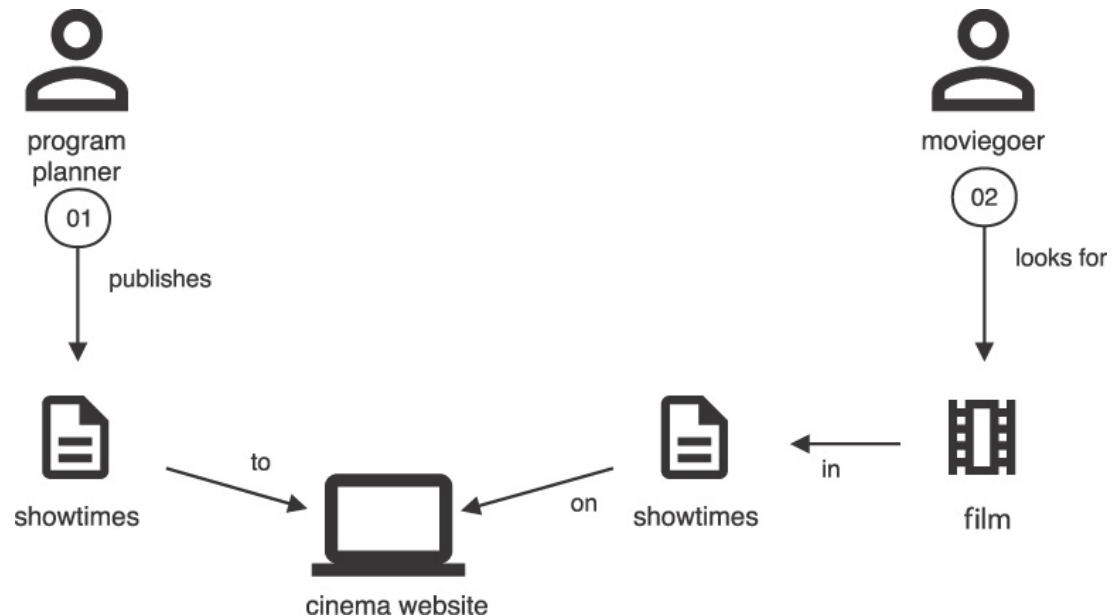 program
planner
01
publishes
showtimes
to
cinema website
moviegoer
02
looks for
film
in
showtimes
on